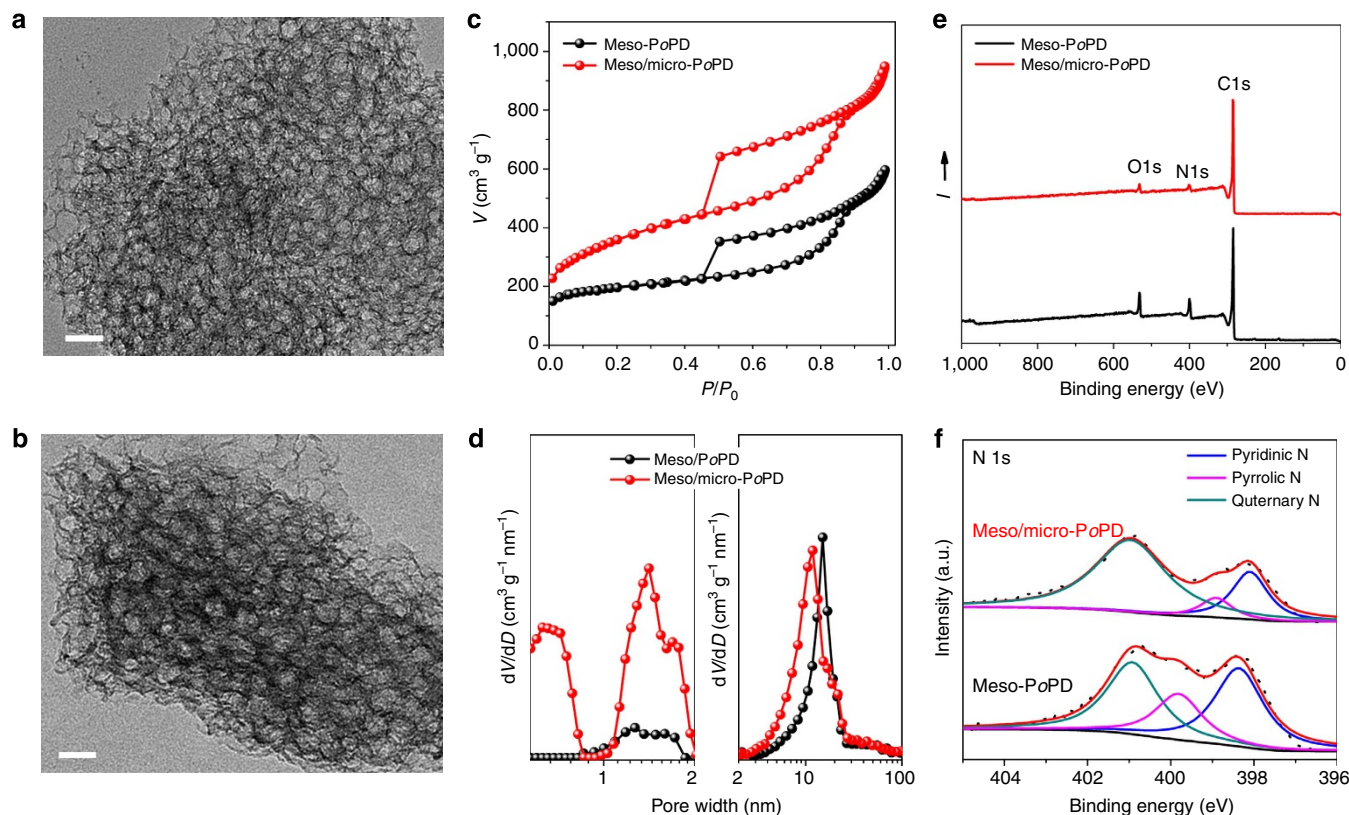 a
b
c
Meso-PoPD
Meso/micro-PoPD
1,000
800
600
400
200
0
V (cm³ g⁻¹)
0.0 0.2 0.4 0.6 0.8 1.0
P/P₀
d
Meso/PoPD
Meso/micro-PoPD
dV/dD (cm³ g⁻¹ nm⁻¹)
dV/dD (cm³ g⁻¹ nm⁻¹)
1 2 2 10 100
Pore width (nm)
e
Meso-PoPD
Meso/micro-PoPD
C1s
O1s N1s
I
1,000 800 600 400 200 0
Binding energy (eV)
f
N 1s
Pyridinic N
Pyrrolic N
Quternary N
Meso/micro-PoPD
Meso-PoPD
Intensity (a.u.)
404 402 400 398 396
Binding energy (eV)